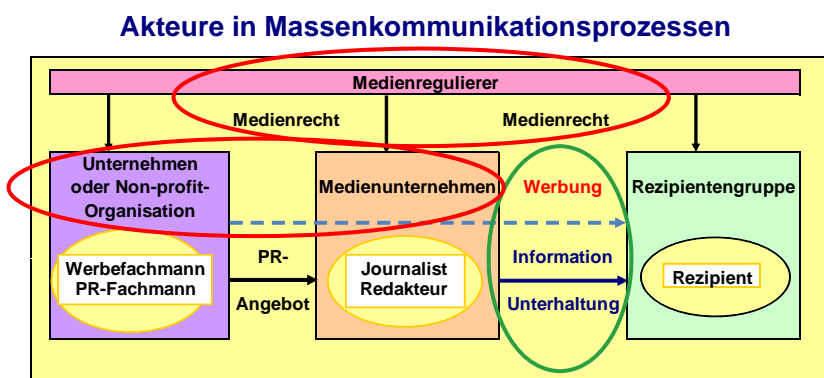 Akteure in Massenkommunikationsprozessen
Medienregulierer
Medienrecht
Medienrecht
Unternehmen
oder Non-profit-
Organisation
Medienunternehmen
Werbung
Rezipientengruppe
Werbefachmann
PR-Fachmann
PR-
Angebot
Journalist
Redakteur
Information
Unterhaltung
Rezipient